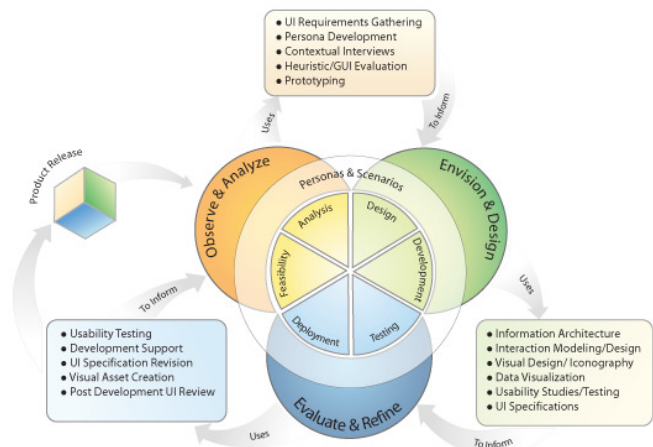 ● UI Requirements Gathering
● Persona Development
● Contextual Interviews
● Heuristic/GUI Evaluation
● Prototyping
Uses
To Inform
Product Release
Observe & Analyze
Personas & Scenarios
Envision & Design
Analysis
Design
Feasibility
Development
Deployment
Testing
To Inform
Uses
● Usability Testing
● Development Support
● UI Specification Revision
● Visual Asset Creation
● Post Development UI Review
● Information Architecture
● Interaction Modeling/Design
● Visual Design/ Iconography
● Data Visualization
● Usability Studies/Testing
● UI Specifications
Evaluate & Refine
Uses
To Inform